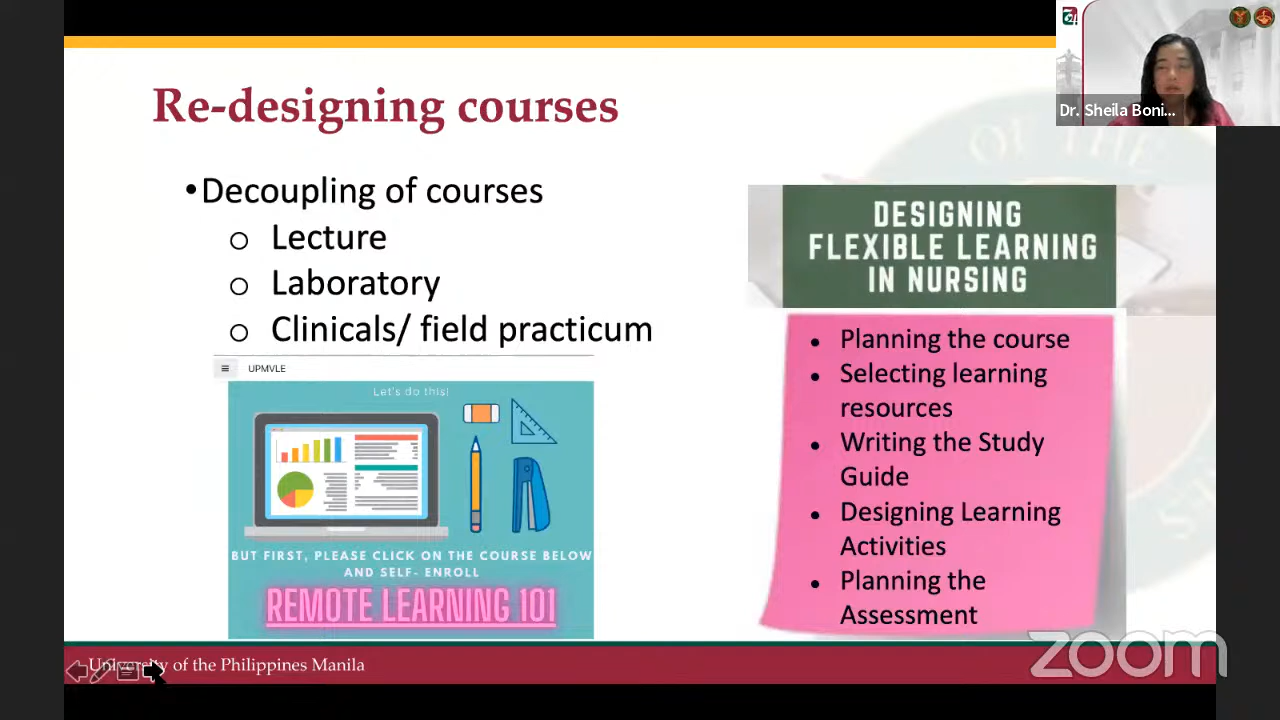 Re-designing courses
•Decoupling of courses
o Lecture
o Laboratory
o Clinicals/ field practicum
UPMVLE
Let's do this!
BUT FIRST, PLEASE CLICK ON THE COURSE BELOW
AND SELF- ENROLL
REMOTE LEARNING 101
DESIGNING
FLEXIBLE LEARNING
IN NURSING
• Planning the course
• Selecting learning
resources
• Writing the Study
Guide
• Designing Learning
Activities
• Planning the
Assessment
OF THE
Dr. Sheila Boni...
University of the Philippines Manila
zoom